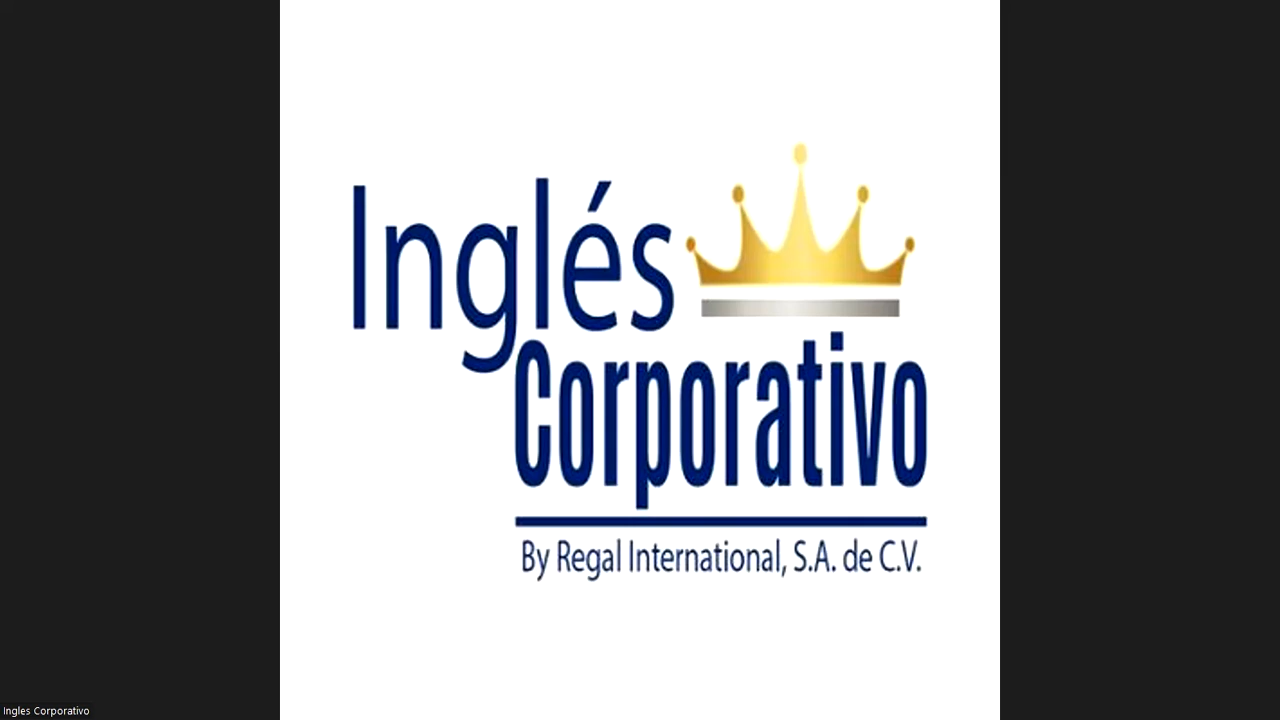 Inglés
Corporativo
By Regal International, S.A. de C.V.
Ingles Corporativo